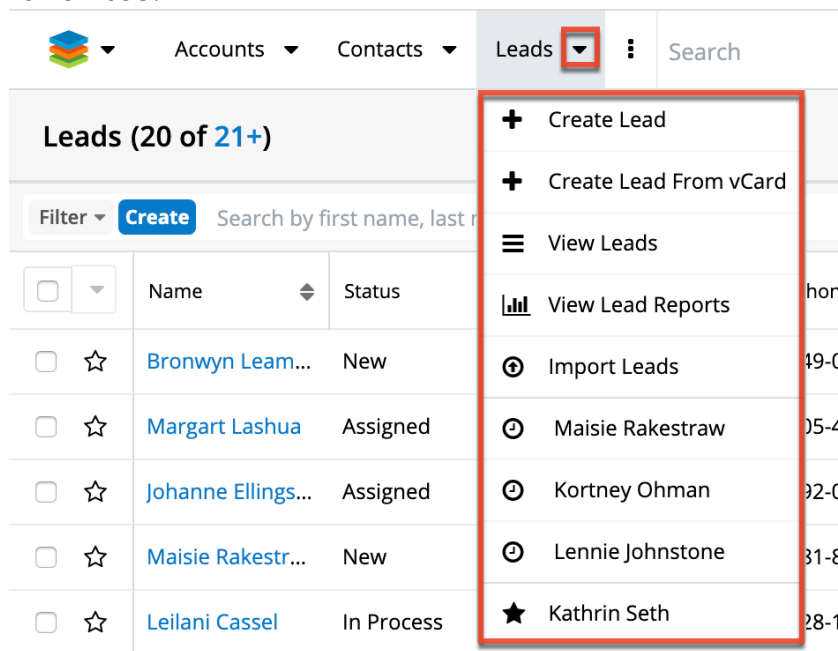 Accounts Contacts Leads Search
Leads (20 of 21+)
Create Lead
Create Lead From vCard
Filter Create Search by first name, last
View Leads
Name Status
View Lead Reports
Bronwyn Leam... New
Import Leads
Margart Lashua Assigned
Maisie Rakestraw
Johanne Ellings... Assigned
Kortney Ohman
Maisie Rakestr... New
Lennie Johnstone
Leilani Cassel In Process
Kathrin Seth